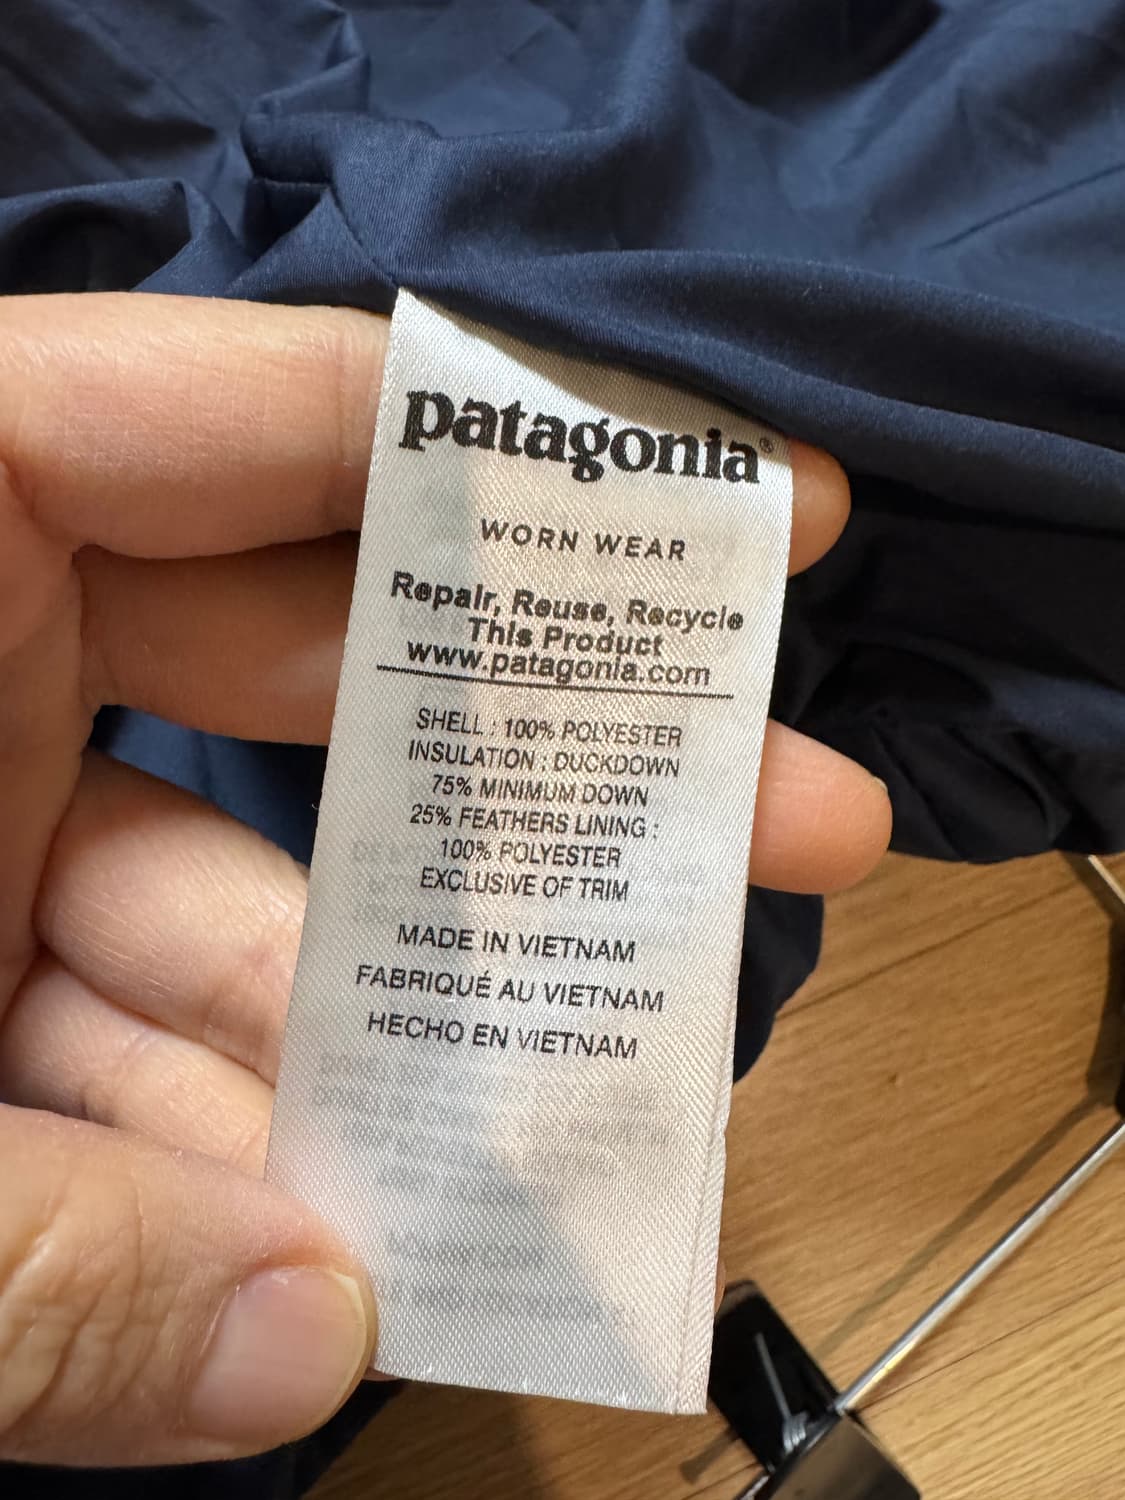 patagonia®
WORN WEAR
Repair, Reuse, Recycle
This Product
www.patagonia.com
SHELL : 100% POLYESTER
INSULATION : DUCKDOWN
75% MINIMUM DOWN
25% FEATHERS LINING :
100% POLYESTER
EXCLUSIVE OF TRIM
MADE IN VIETNAM
FABRIQUÉ AU VIETNAM
HECHO EN VIETNAM